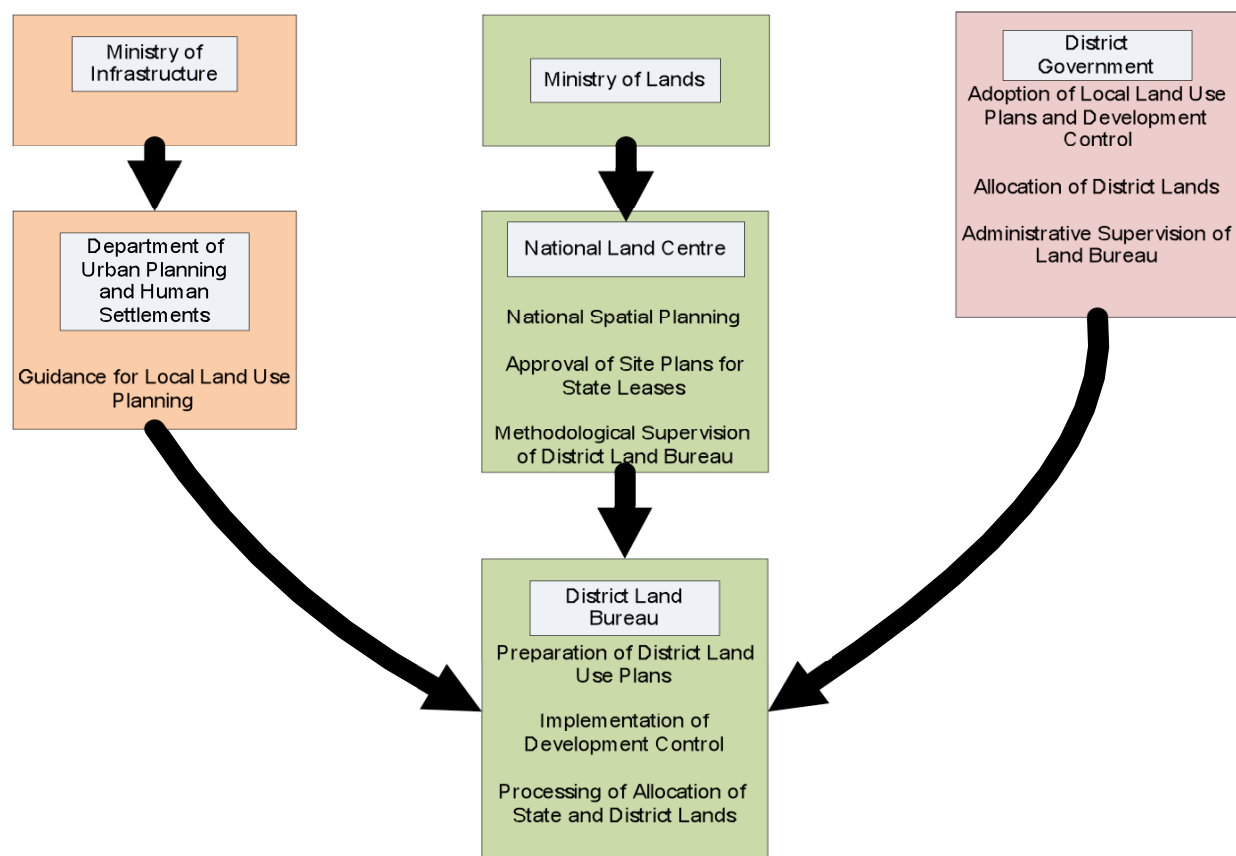 Ministry of
Infrastructure
Department of
Urban Planning
and Human
Settlements
Guidance for Local Land Use
Planning
Ministry of Lands
National Land Centre
National Spatial Planning
Approval of Site Plans for
State Leases
Methodological Supervision
of District Land Bureau
District
Government
Adoption of Local Land Use
Plans and Development
Control
Allocation of District Lands
Administrative Supervision of
Land Bureau
District Land
Bureau
Preparation of District Land
Use Plans
Implementation of
Development Control
Processing of Allocation of
State and District Lands